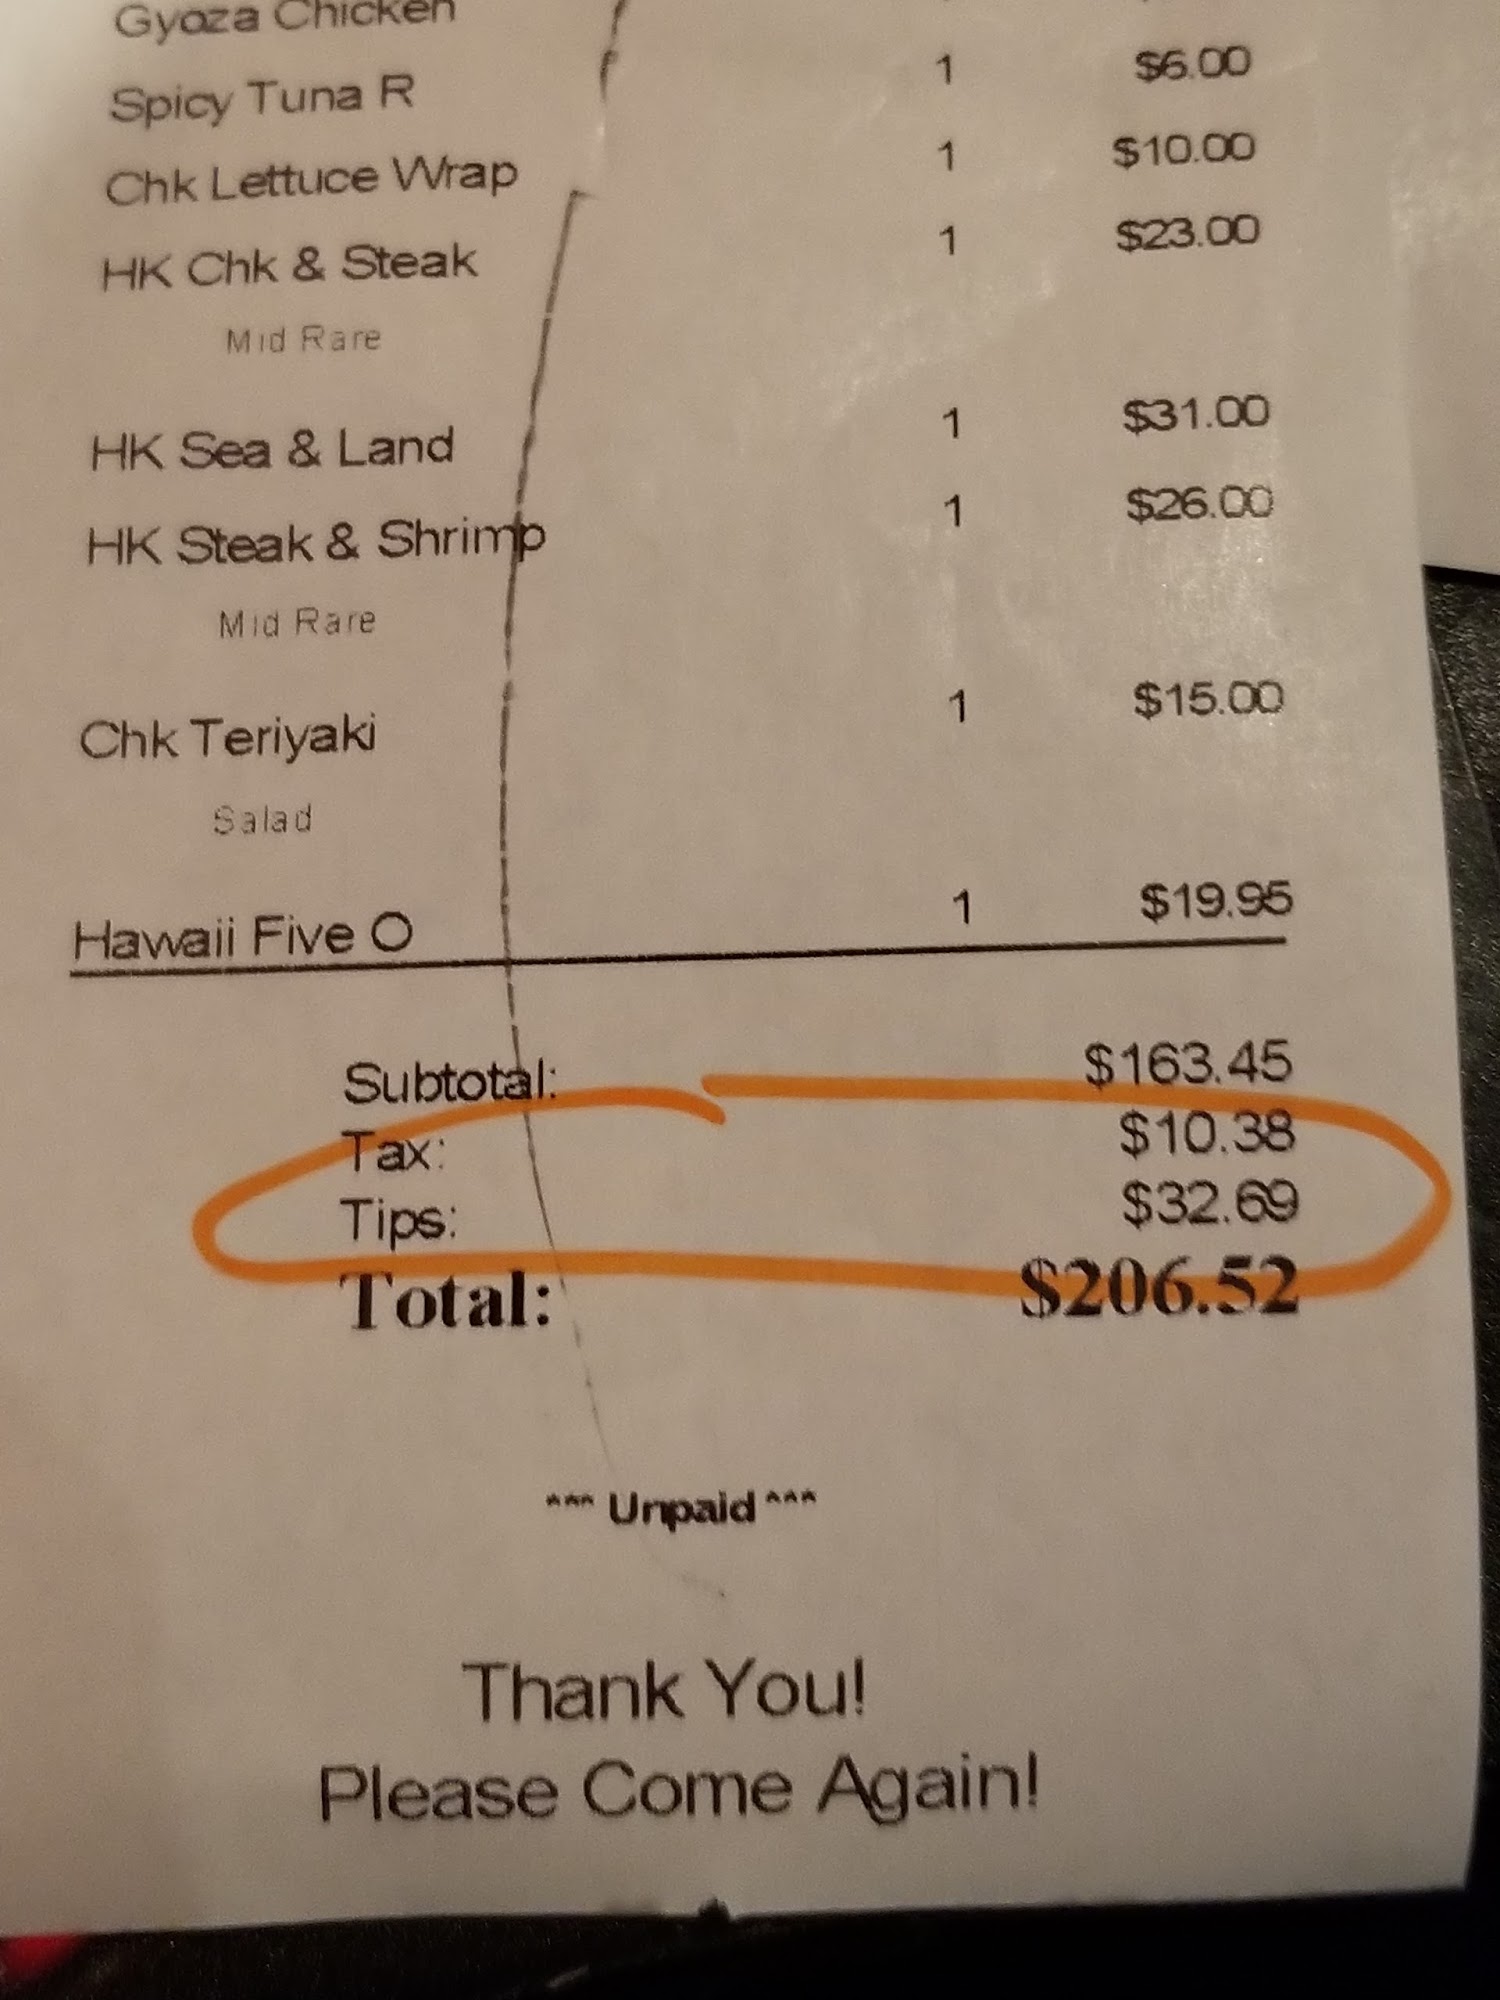 Gyoza Chicken
Spicy Tuna R 1 $6.00
Chk Lettuce Wrap 1 $10.00
HK Chk & Steak 1 $23.00
Mid Rare
HK Sea & Land 1 $31.00
HK Steak & Shrimp 1 $26.00
Mid Rare
Chk Teriyaki 1 $15.00
Salad
Hawaii Five O 1 $19.95
Subtotal: $163.45
Tax: $10.38
Tips: $32.69
Total: $206.52
*** Unpaid ***
Thank You!
Please Come Again!